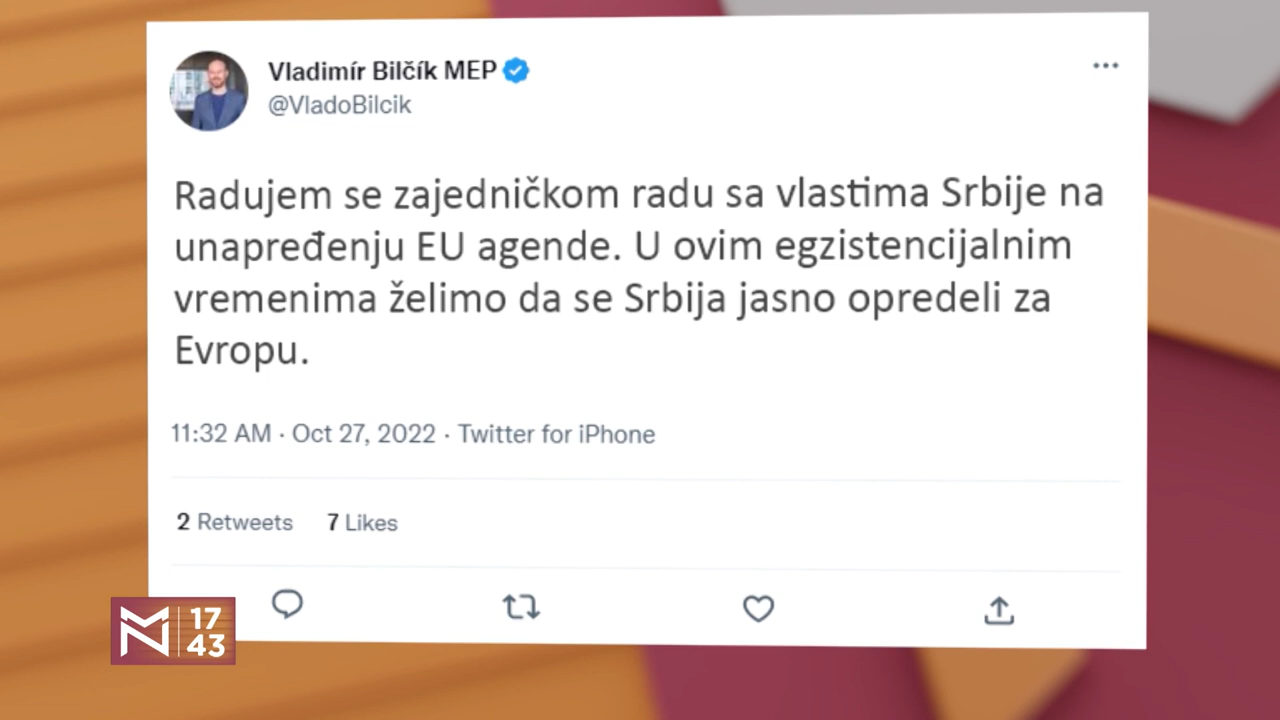 Vladimír Bilčík MEP
@VladoBilcik
Radujem se zajedničkom radu sa vlastima Srbije na
unapređenju EU agende. U ovim egzistencijalnim
vremenima želimo da se Srbija jasno opredeli za
Evropu.
11:32 AM · Oct 27, 2022 · Twitter for iPhone
2 Retweets 7 Likes
N 17
43